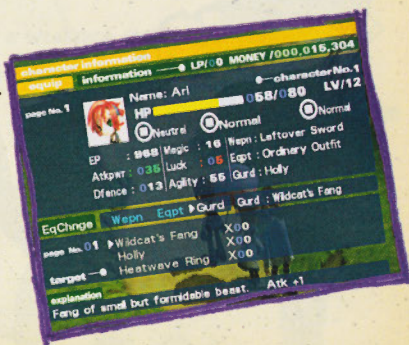 character information
equip information LP/00 MONEY/000,015,304
page No. 1 Name: Arl character No.1
HP 058/080 LV/12
Neutral Normal Normal
EP : 968 Magic : 16 Wepn : Leftover Sword
Atkpwr : 035 Luck : 05 Eqpt : Ordinary Outfit
Dfence : 013 Agility : 55 Gurd : Holly
EqChnge Wepn Eqpt Gurd Gurd : Wildcat's Fang
page No. 01 Wildcat's Fang X00
Holly X00
target Heatwave Ring X00
explanation
Fang of small but formidable beast. Atk +1